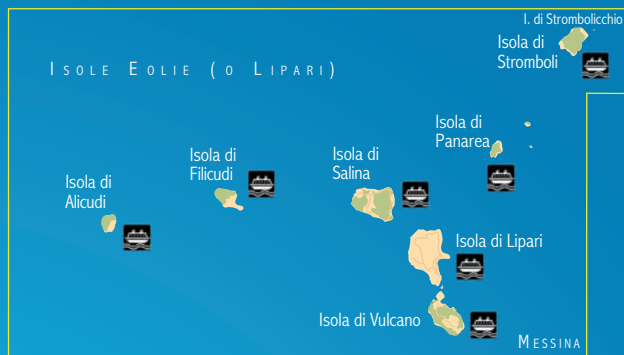 I. di Strombolicchio
Isola di
Stromboli
ISOLE EOLIE (O LIPARI)
Isola di
Panarea
Isola di
Filicudi
Isola di
Salina
Isola di
Alicudi
Isola di Lipari
Isola di Vulcano
MESSINA